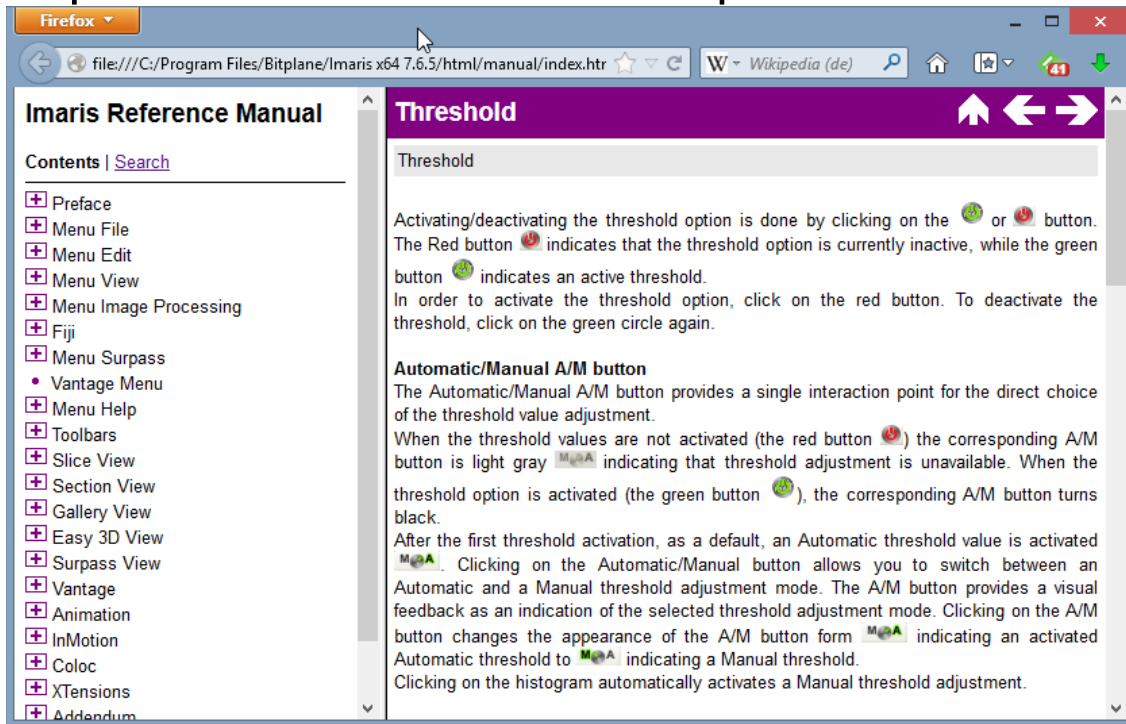 Firefox
file:///C:/Program Files/Bitplane/Imaris x64 7.6.5/html/manual/index.htr
W Wikipedia (de)
41
Imaris Reference Manual
Contents | Search
Preface
Menu File
Menu Edit
Menu View
Menu Image Processing
Fiji
Menu Surpass
Vantage Menu
Menu Help
Toolbars
Slice View
Section View
Gallery View
Easy 3D View
Surpass View
Vantage
Animation
InMotion
Coloc
XTensions
Addendum
Threshold
Threshold
Activating/deactivating the threshold option is done by clicking on the or button.
The Red button indicates that the threshold option is currently inactive, while the green
button indicates an active threshold.
In order to activate the threshold option, click on the red button. To deactivate the
threshold, click on the green circle again.
Automatic/Manual A/M button
The Automatic/Manual A/M button provides a single interaction point for the direct choice
of the threshold value adjustment.
When the threshold values are not activated (the red button ) the corresponding A/M
button is light gray M A indicating that threshold adjustment is unavailable. When the
threshold option is activated (the green button ), the corresponding A/M button turns
black.
After the first threshold activation, as a default, an Automatic threshold value is activated
M A . Clicking on the Automatic/Manual button allows you to switch between an
Automatic and a Manual threshold adjustment mode. The A/M button provides a visual
feedback as an indication of the selected threshold adjustment mode. Clicking on the A/M
button changes the appearance of the A/M button form M A indicating an activated
Automatic threshold to M A indicating a Manual threshold.
Clicking on the histogram automatically activates a Manual threshold adjustment.